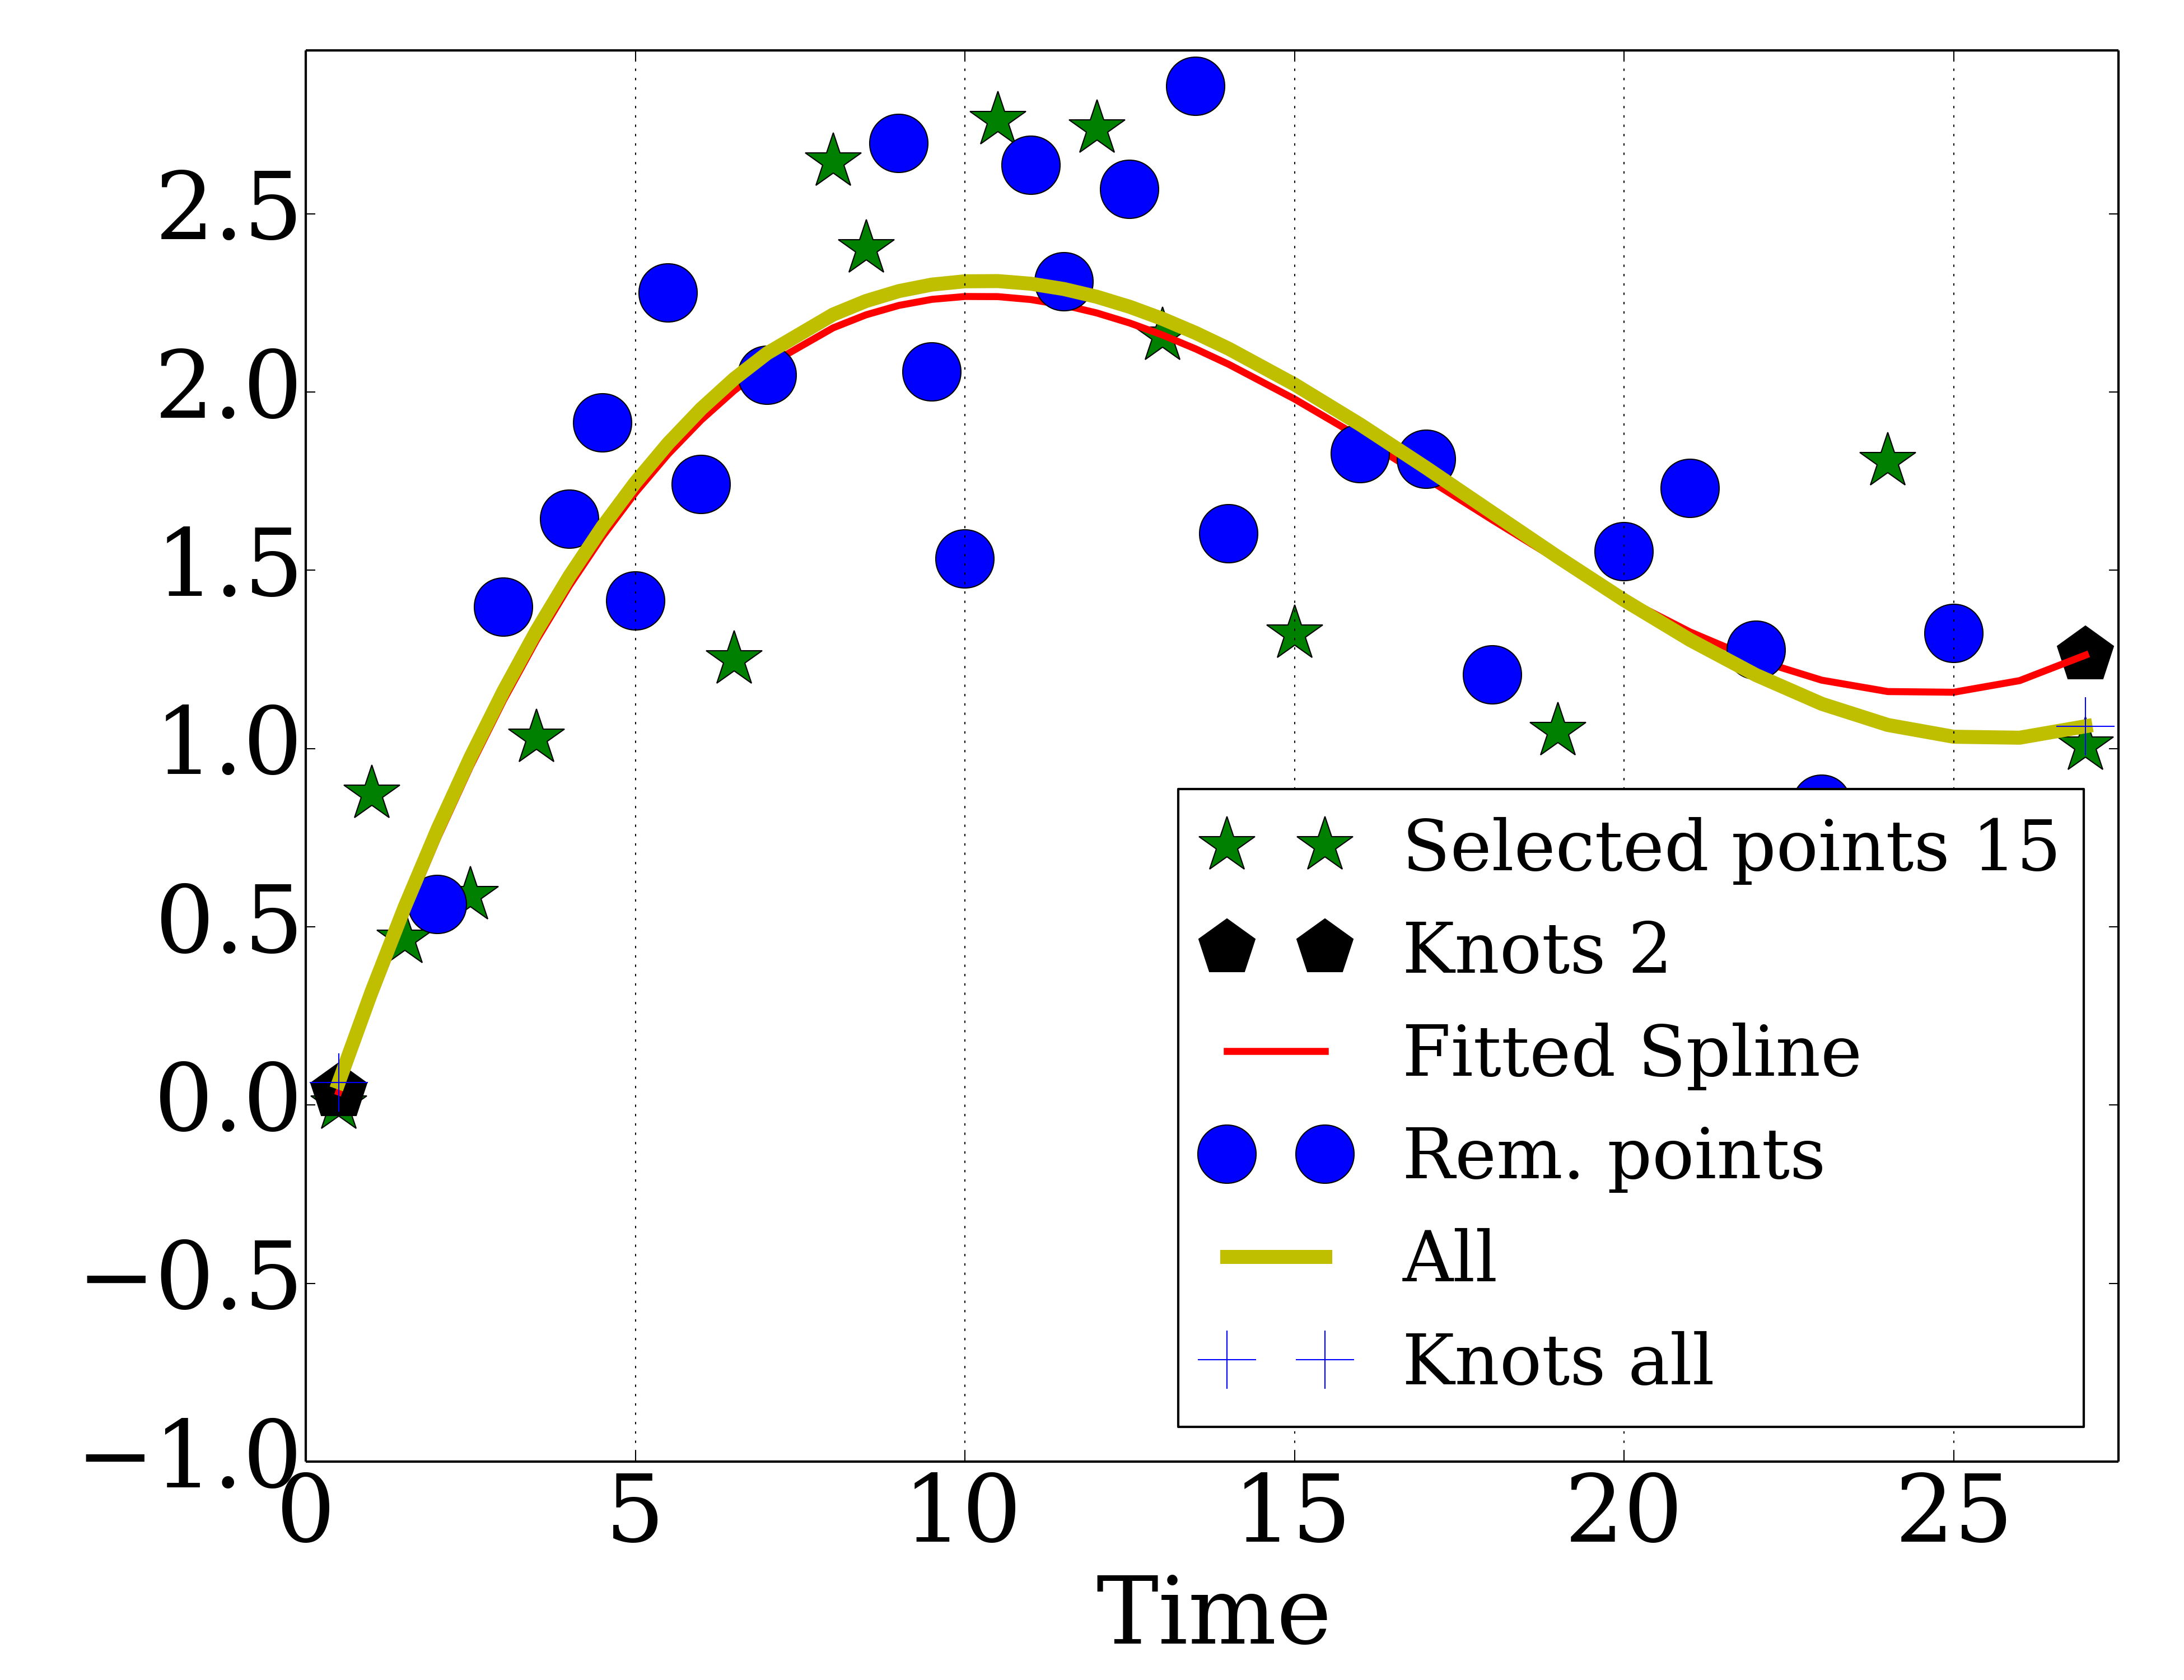 2.5
2.0
1.5
1.0
0.5
0.0
−0.5
−1.0
0 5 10 15 20 25
Time
Selected points 15
Knots 2
Fitted Spline
Rem. points
All
Knots all